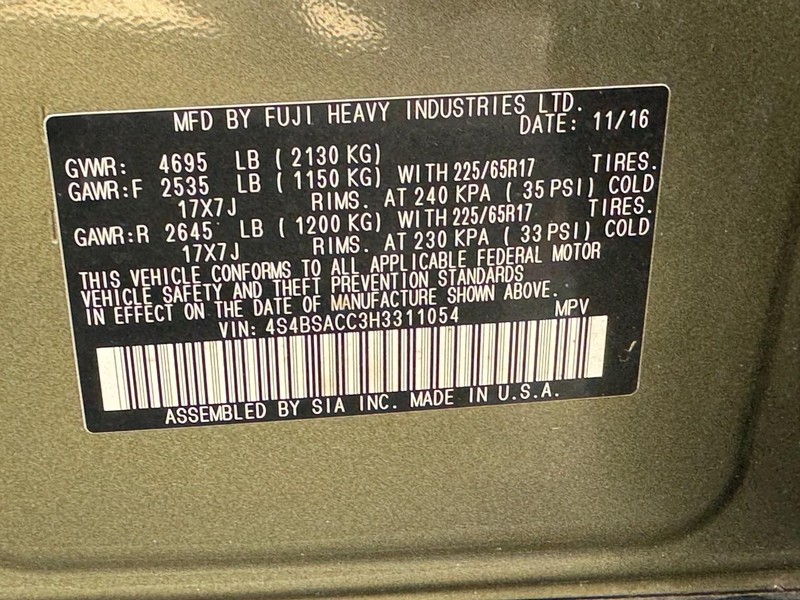 MFD BY FUJI HEAVY INDUSTRIES LTD.
DATE: 11/16
GVWR: 4695 LB ( 2130 KG)
GAWR:F 2535 LB ( 1150 KG) WITH 225/65R17 TIRES.
17X7J RIMS. AT 240 KPA ( 35 PSI) COLD
GAWR:R 2645 LB ( 1200 KG) WITH 225/65R17 TIRES.
17X7J RIMS. AT 230 KPA ( 33 PSI) COLD
THIS VEHICLE CONFORMS TO ALL APPLICABLE FEDERAL MOTOR
VEHICLE SAFETY AND THEFT PREVENTION STANDARDS
IN EFFECT ON THE DATE OF MANUFACTURE SHOWN ABOVE.
VIN: 4S4BSACC3H3311054 MPV
ASSEMBLED BY SIA INC. MADE IN U.S.A.